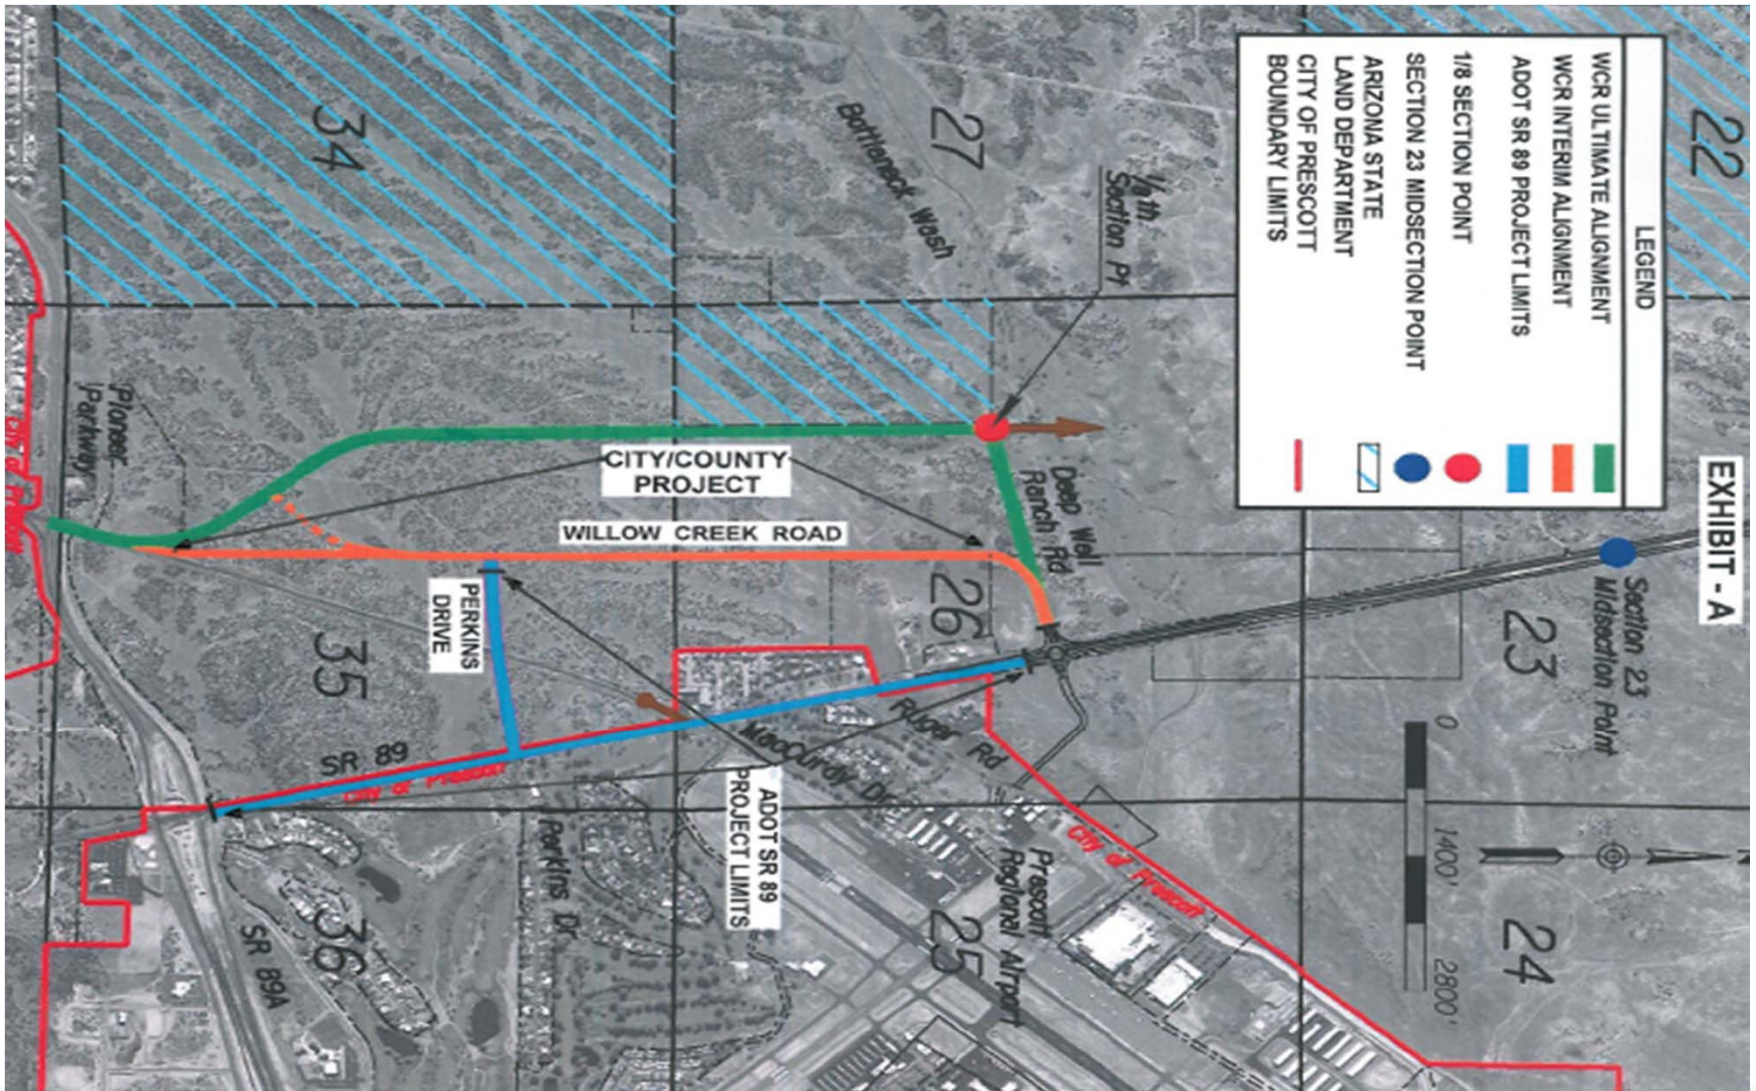 EXHIBIT - A
LEGEND
WCR ULTIMATE ALIGNMENT
WCR INTERIM ALIGNMENT
ADOT SR 89 PROJECT LIMITS
1/8 SECTION POINT
SECTION 23 MIDSECTION POINT
ARIZONA STATE
LAND DEPARTMENT
CITY OF PRESCOTT
BOUNDARY LIMITS
22
27
34
Bottleneck Wash
1/8th
Section Pt
Section 23
Midsection Point
23
0
1400'
2800'
N
24
Deep Well
Ranch Rd
26
CITY/COUNTY
PROJECT
WILLOW CREEK ROAD
Pioneer
Parkway
PERKINS
DRIVE
35
SR 89
City of Prescott
MacCurdy Dr
Ruger Rd
ADOT SR 89
PROJECT LIMITS
Perkins Dr
Prescott
Regional Airport
City of Prescott
25
36
SR 89A